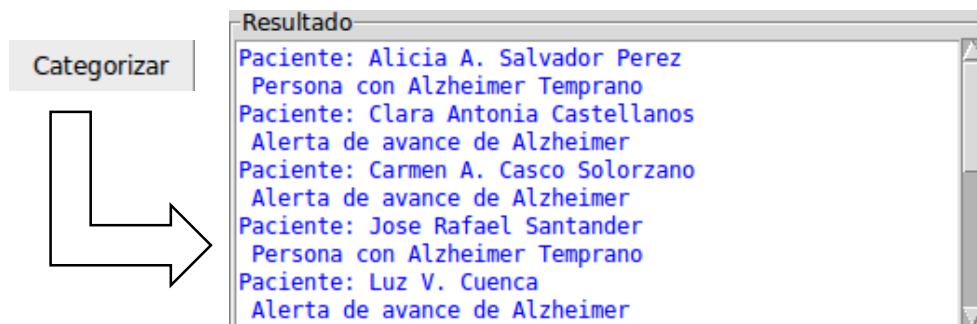 Resultado
Categorizar
Paciente: Alicia A. Salvador Perez
Persona con Alzheimer Temprano
Paciente: Clara Antonia Castellanos
Alerta de avance de Alzheimer
Paciente: Carmen A. Casco Solorzano
Alerta de avance de Alzheimer
Paciente: Jose Rafael Santander
Persona con Alzheimer Temprano
Paciente: Luz V. Cuenca
Alerta de avance de Alzheimer